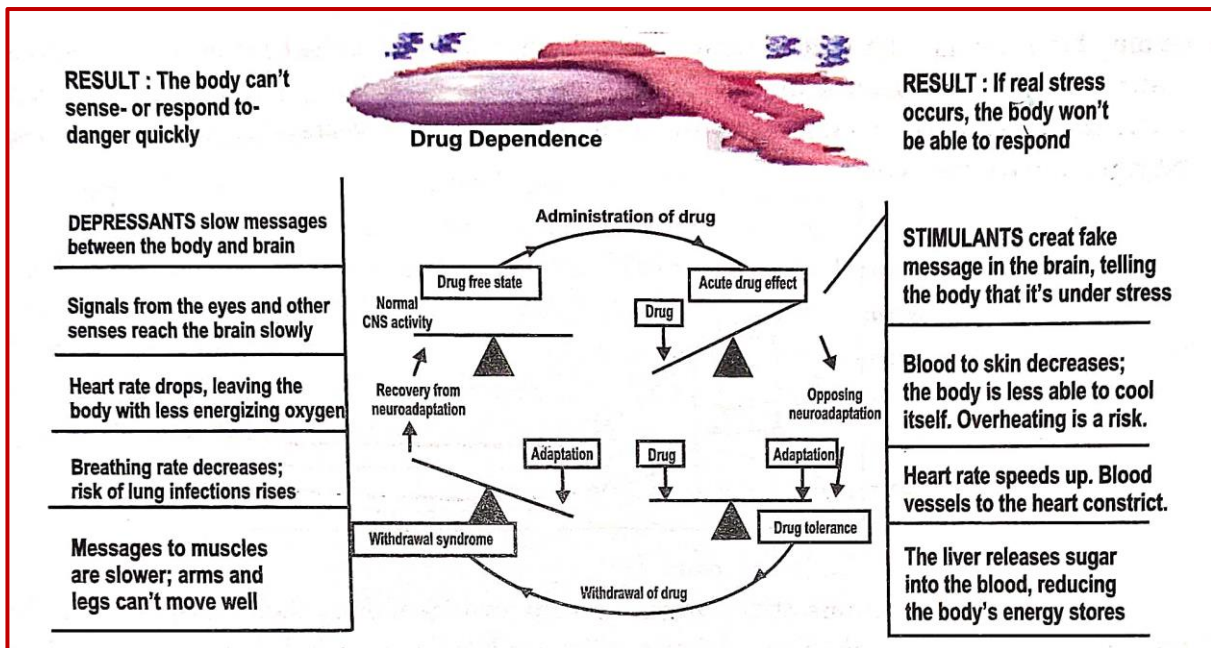 RESULT : The body can't
sense- or respond to-
danger quickly
Drug Dependence
RESULT : If real stress
occurs, the body won't
be able to respond
DEPRESSANTS slow messages
between the body and brain
Signals from the eyes and other
senses reach the brain slowly
Heart rate drops, leaving the
body with less energizing oxygen
Breathing rate decreases;
risk of lung infections rises
Messages to muscles
are slower; arms and
legs can't move well
Administration of drug
Drug free state
Acute drug effect
Normal
CNS activity
Drug
Recovery from
neuroadaptation
Opposing
neuroadaptation
Adaptation
Drug
Adaptation
Withdrawal syndrome
Drug tolerance
Withdrawal of drug
STIMULANTS creat fake
message in the brain, telling
the body that it's under stress
Blood to skin decreases;
the body is less able to cool
itself. Overheating is a risk.
Heart rate speeds up. Blood
vessels to the heart constrict.
The liver releases sugar
into the blood, reducing
the body's energy stores